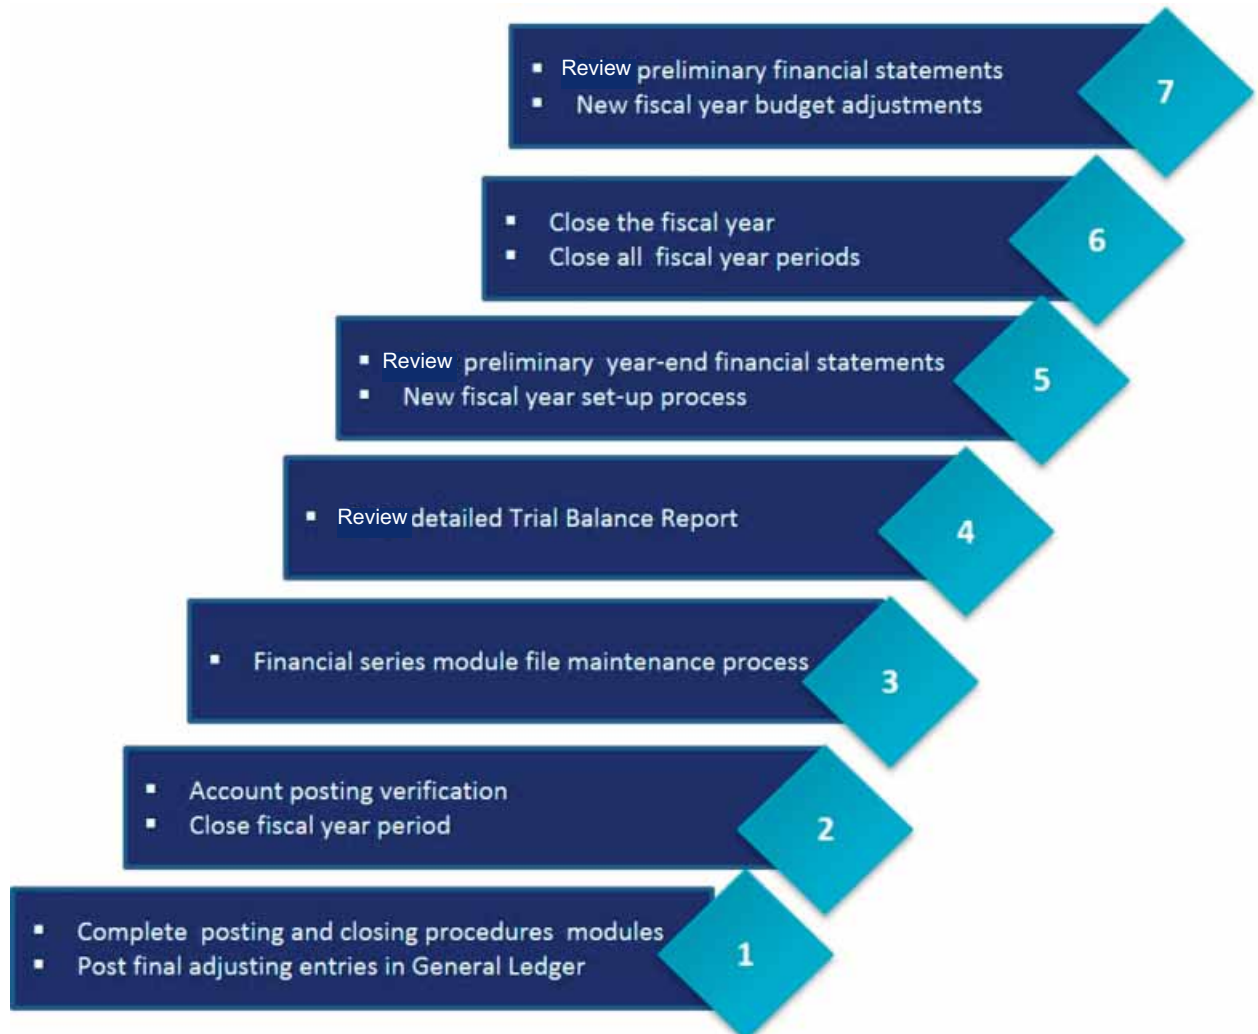 Review preliminary financial statements
New fiscal year budget adjustments
7
Close the fiscal year
Close all fiscal year periods
6
Review preliminary year-end financial statements
New fiscal year set-up process
5
Review detailed Trial Balance Report
4
Financial series module file maintenance process
3
Account posting verification
Close fiscal year period
2
Complete posting and closing procedures modules
Post final adjusting entries in General Ledger
1